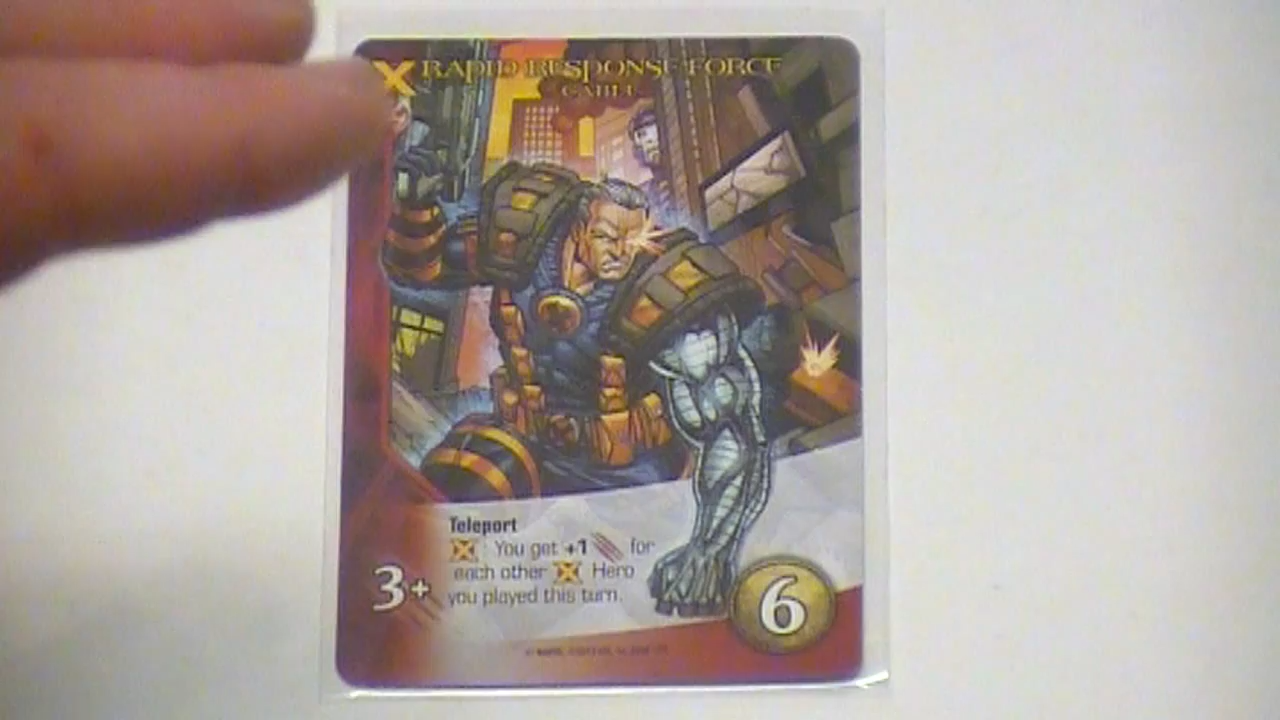 RAPID RESPONSE FORCE
CABLE
Teleport
: You get +1 for
each other Hero
you played this turn.
3+
6